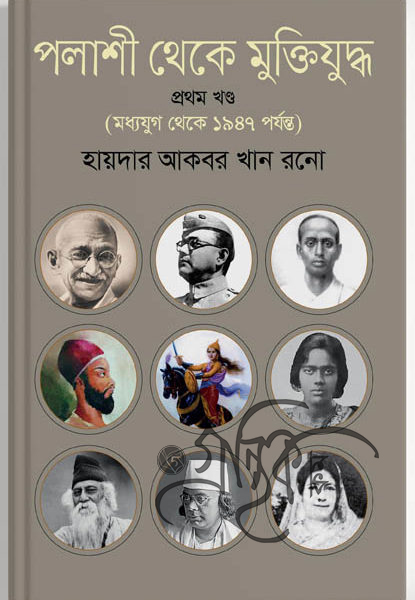 পলাশী থেকে মুক্তিযুদ্ধ
প্রথম খণ্ড
(মধ্যযুগ থেকে ১৯৪৭ পর্যন্ত)
হায়দার আকবর খান রনো